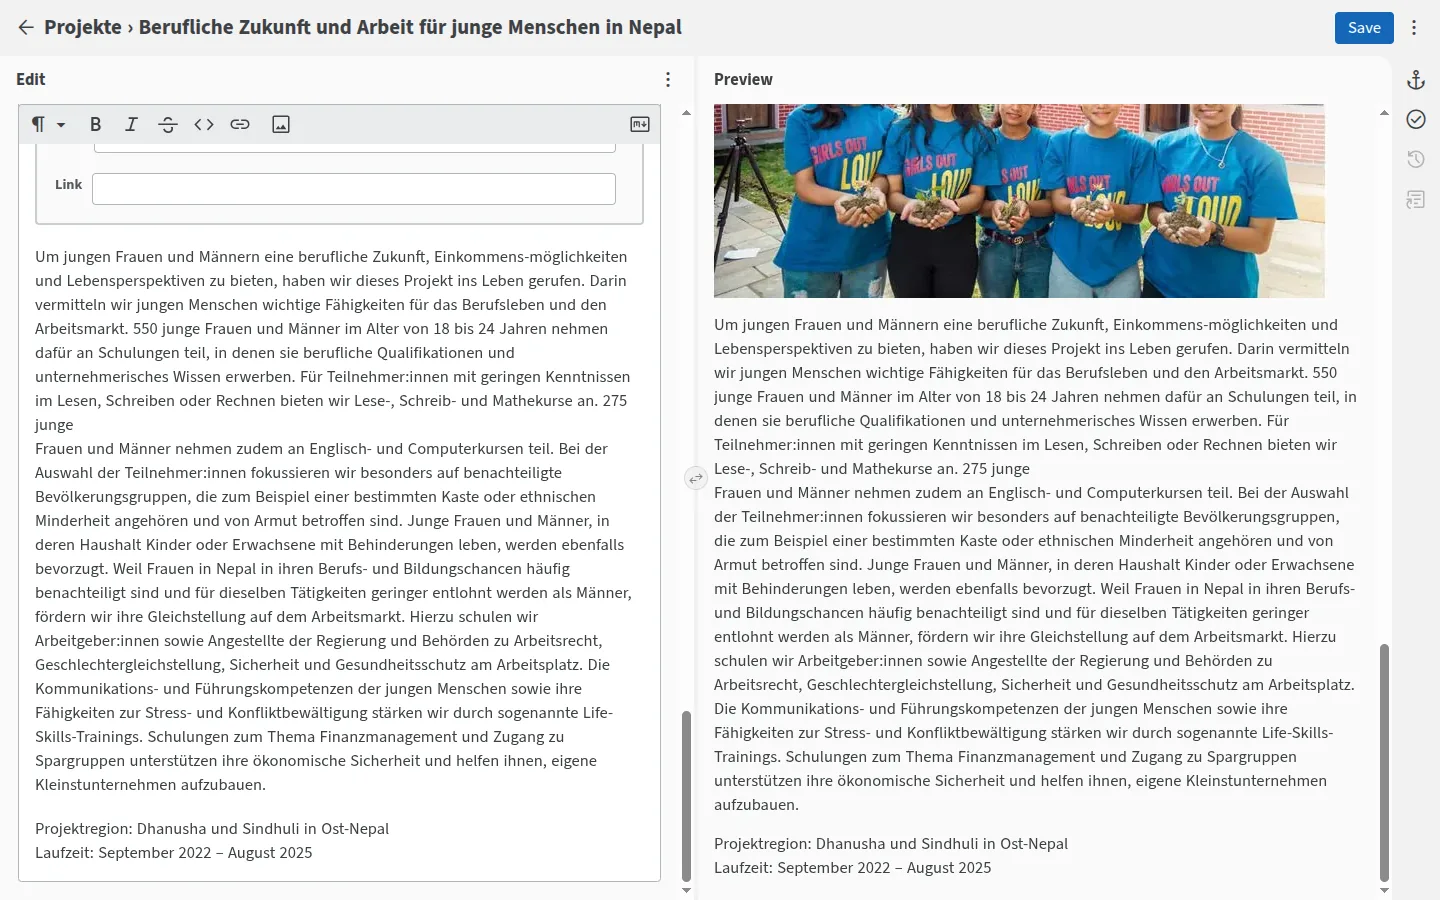 Projekte › Berufliche Zukunft und Arbeit für junge Menschen in Nepal
Save
Edit
Preview
B
I
Link
Um jungen Frauen und Männern eine berufliche Zukunft, Einkommens-möglichkeiten
und Lebensperspektiven zu bieten, haben wir dieses Projekt ins Leben gerufen. Darin
vermitteln wir jungen Menschen wichtige Fähigkeiten für das Berufsleben und den
Arbeitsmarkt. 550 junge Frauen und Männer im Alter von 18 bis 24 Jahren nehmen
dafür an Schulungen teil, in denen sie berufliche Qualifikationen und
unternehmerisches Wissen erwerben. Für Teilnehmer:innen mit geringen Kenntnissen
im Lesen, Schreiben oder Rechnen bieten wir Lese-, Schreib- und Mathekurse an. 275
junge
Frauen und Männer nehmen zudem an Englisch- und Computerkursen teil. Bei der
Auswahl der Teilnehmer:innen fokussieren wir besonders auf benachteiligte
Bevölkerungsgruppen, die zum Beispiel einer bestimmten Kaste oder ethnischen
Minderheit angehören und von Armut betroffen sind. Junge Frauen und Männer, in
deren Haushalt Kinder oder Erwachsene mit Behinderungen leben, werden ebenfalls
bevorzugt. Weil Frauen in Nepal in ihren Berufs- und Bildungschancen häufig
benachteiligt sind und für dieselben Tätigkeiten geringer entlohnt werden als Männer,
fördern wir ihre Gleichstellung auf dem Arbeitsmarkt. Hierzu schulen wir
Arbeitgeber:innen sowie Angestellte der Regierung und Behörden zu Arbeitsrecht,
Geschlechtergleichstellung, Sicherheit und Gesundheitsschutz am Arbeitsplatz. Die
Kommunikations- und Führungskompetenzen der jungen Menschen sowie ihre
Fähigkeiten zur Stress- und Konfliktbewältigung stärken wir durch sogenannte Life-
Skills-Trainings. Schulungen zum Thema Finanzmanagement und Zugang zu
Spargruppen unterstützen ihre ökonomische Sicherheit und helfen ihnen, eigene
Kleinstunternehmen aufzubauen.
Projektregion: Dhanusha und Sindhuli in Ost-Nepal
Laufzeit: September 2022 – August 2025
GIRLS OUT
LOUD
GIRLS OUT
LOUD
LS OUT
LOUD
RLS OUT
LOUD
GIRLS OUT
LOUD
Um jungen Frauen und Männern eine berufliche Zukunft, Einkommens-möglichkeiten und
Lebensperspektiven zu bieten, haben wir dieses Projekt ins Leben gerufen. Darin vermitteln
wir jungen Menschen wichtige Fähigkeiten für das Berufsleben und den Arbeitsmarkt. 550
junge Frauen und Männer im Alter von 18 bis 24 Jahren nehmen dafür an Schulungen teil, in
denen sie berufliche Qualifikationen und unternehmerisches Wissen erwerben. Für
Teilnehmer:innen mit geringen Kenntnissen im Lesen, Schreiben oder Rechnen bieten wir
Lese-, Schreib- und Mathekurse an. 275 junge
Frauen und Männer nehmen zudem an Englisch- und Computerkursen teil. Bei der Auswahl
der Teilnehmer:innen fokussieren wir besonders auf benachteiligte Bevölkerungsgruppen,
die zum Beispiel einer bestimmten Kaste oder ethnischen Minderheit angehören und von
Armut betroffen sind. Junge Frauen und Männer, in deren Haushalt Kinder oder Erwachsene
mit Behinderungen leben, werden ebenfalls bevorzugt. Weil Frauen in Nepal in ihren Berufs-
und Bildungschancen häufig benachteiligt sind und für dieselben Tätigkeiten geringer
entlohnt werden als Männer, fördern wir ihre Gleichstellung auf dem Arbeitsmarkt. Hierzu
schulen wir Arbeitgeber:innen sowie Angestellte der Regierung und Behörden zu
Arbeitsrecht, Geschlechtergleichstellung, Sicherheit und Gesundheitsschutz am Arbeitsplatz.
Die Kommunikations- und Führungskompetenzen der jungen Menschen sowie ihre
Fähigkeiten zur Stress- und Konfliktbewältigung stärken wir durch sogenannte Life-Skills-
Trainings. Schulungen zum Thema Finanzmanagement und Zugang zu Spargruppen
unterstützen ihre ökonomische Sicherheit und helfen ihnen, eigene Kleinstunternehmen
aufzubauen.
Projektregion: Dhanusha und Sindhuli in Ost-Nepal
Laufzeit: September 2022 – August 2025